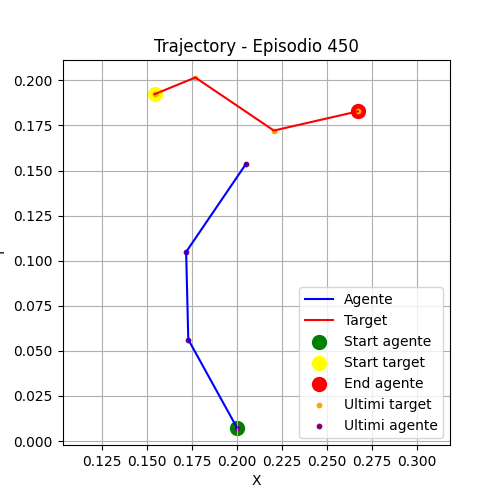 Trajectory - Episodio 450
0.200
0.175
0.150
0.125
0.100
0.075
0.050
0.025
0.000
Agente
Target
Start agente
Start target
End agente
Ultimi target
Ultimi agente
0.125 0.150 0.175 0.200 0.225 0.250 0.275 0.300
X